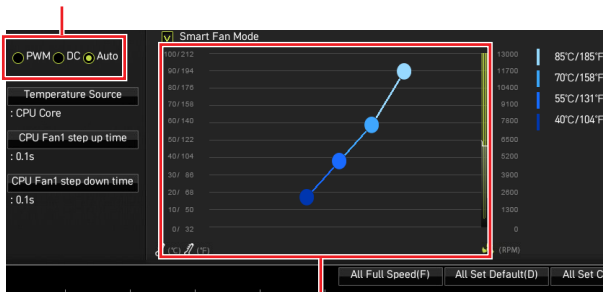 Smart Fan Mode
PWM DC Auto
Temperature Source
: CPU Core
CPU Fan1 step up time
: 0.1s
CPU Fan1 step down time
: 0.1s
100/212
90/194
80/176
70/158
60/140
50/122
40/104
30/ 86
20/ 68
10/ 50
0/ 32
(℃) (℉)
13000
11700
10400
9100
7800
6500
5200
3900
2600
1300
0
(RPM)
85℃/185℉
70℃/158℉
55℃/131℉
40℃/104℉
All Full Speed(F) All Set Default(D) All Set C